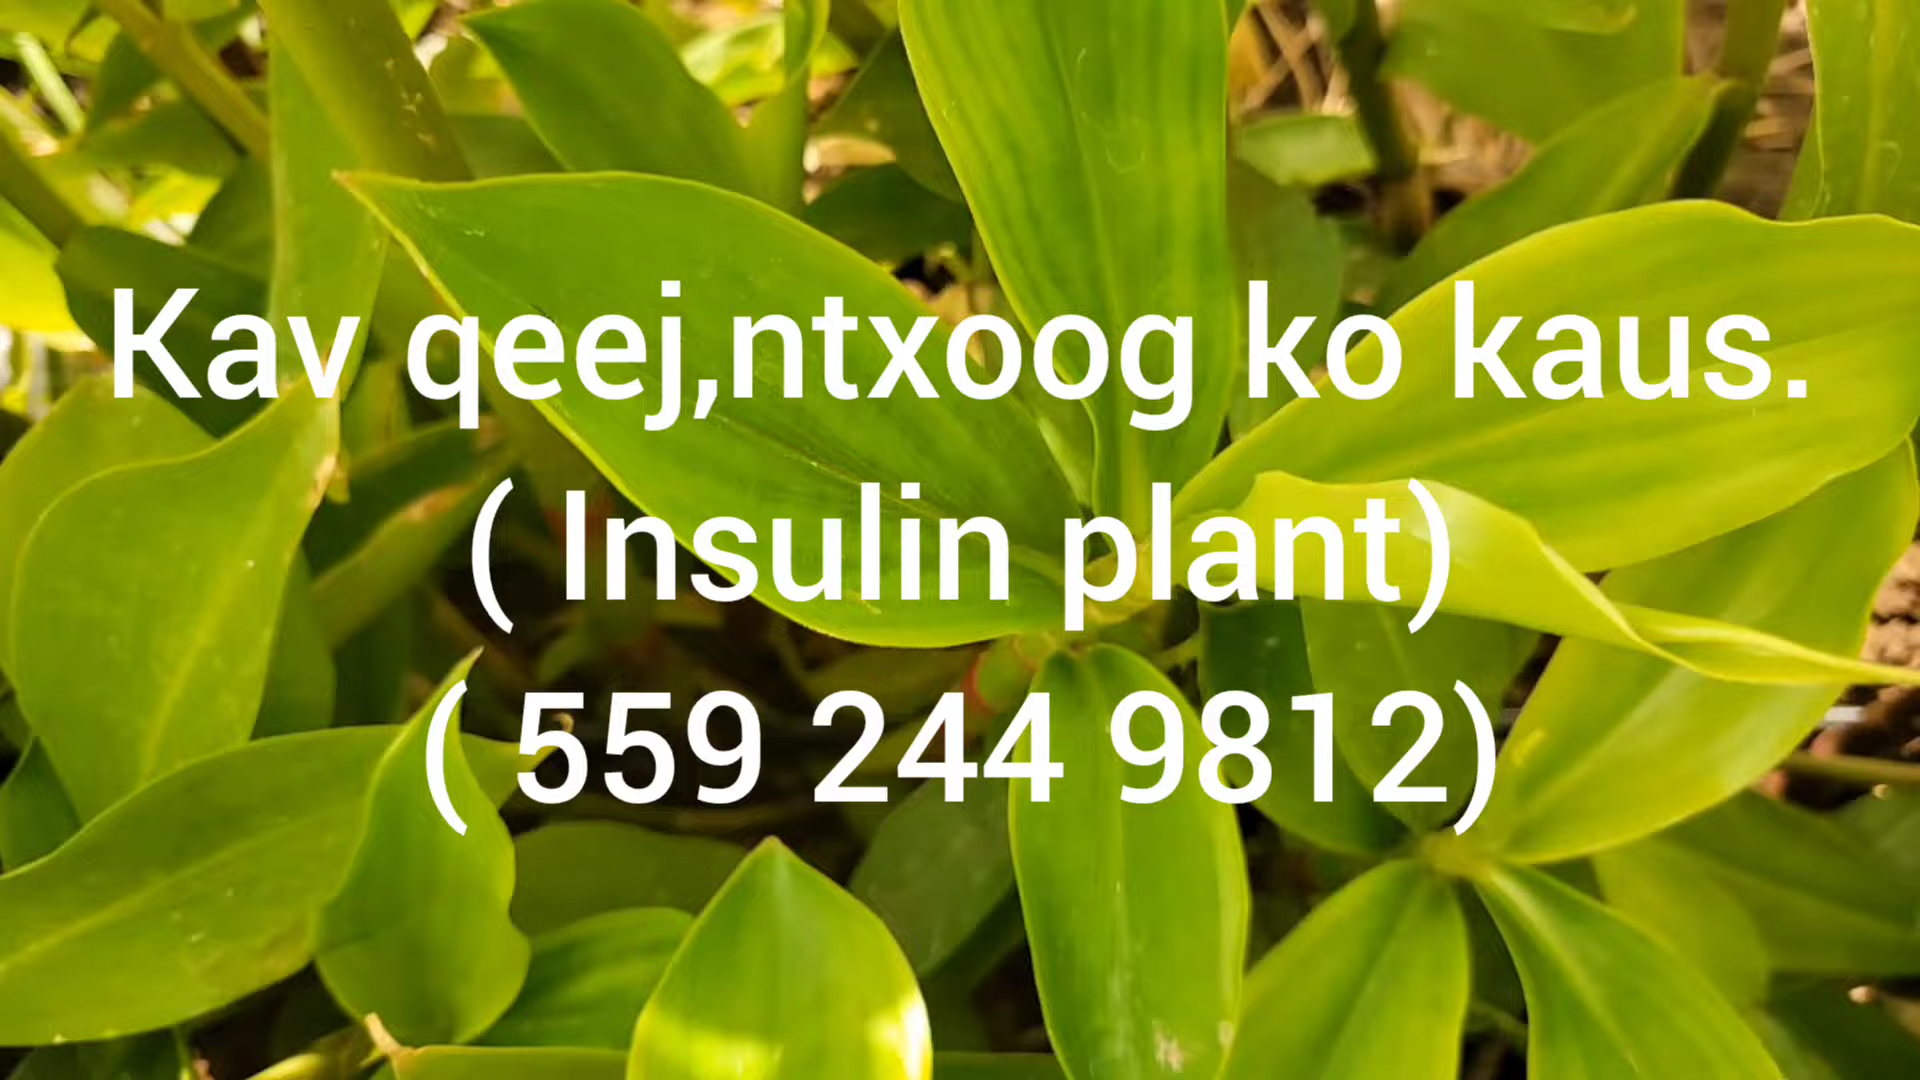 Kav qeej,ntxoog ko kaus.
( Insulin plant)
( 559 244 9812)